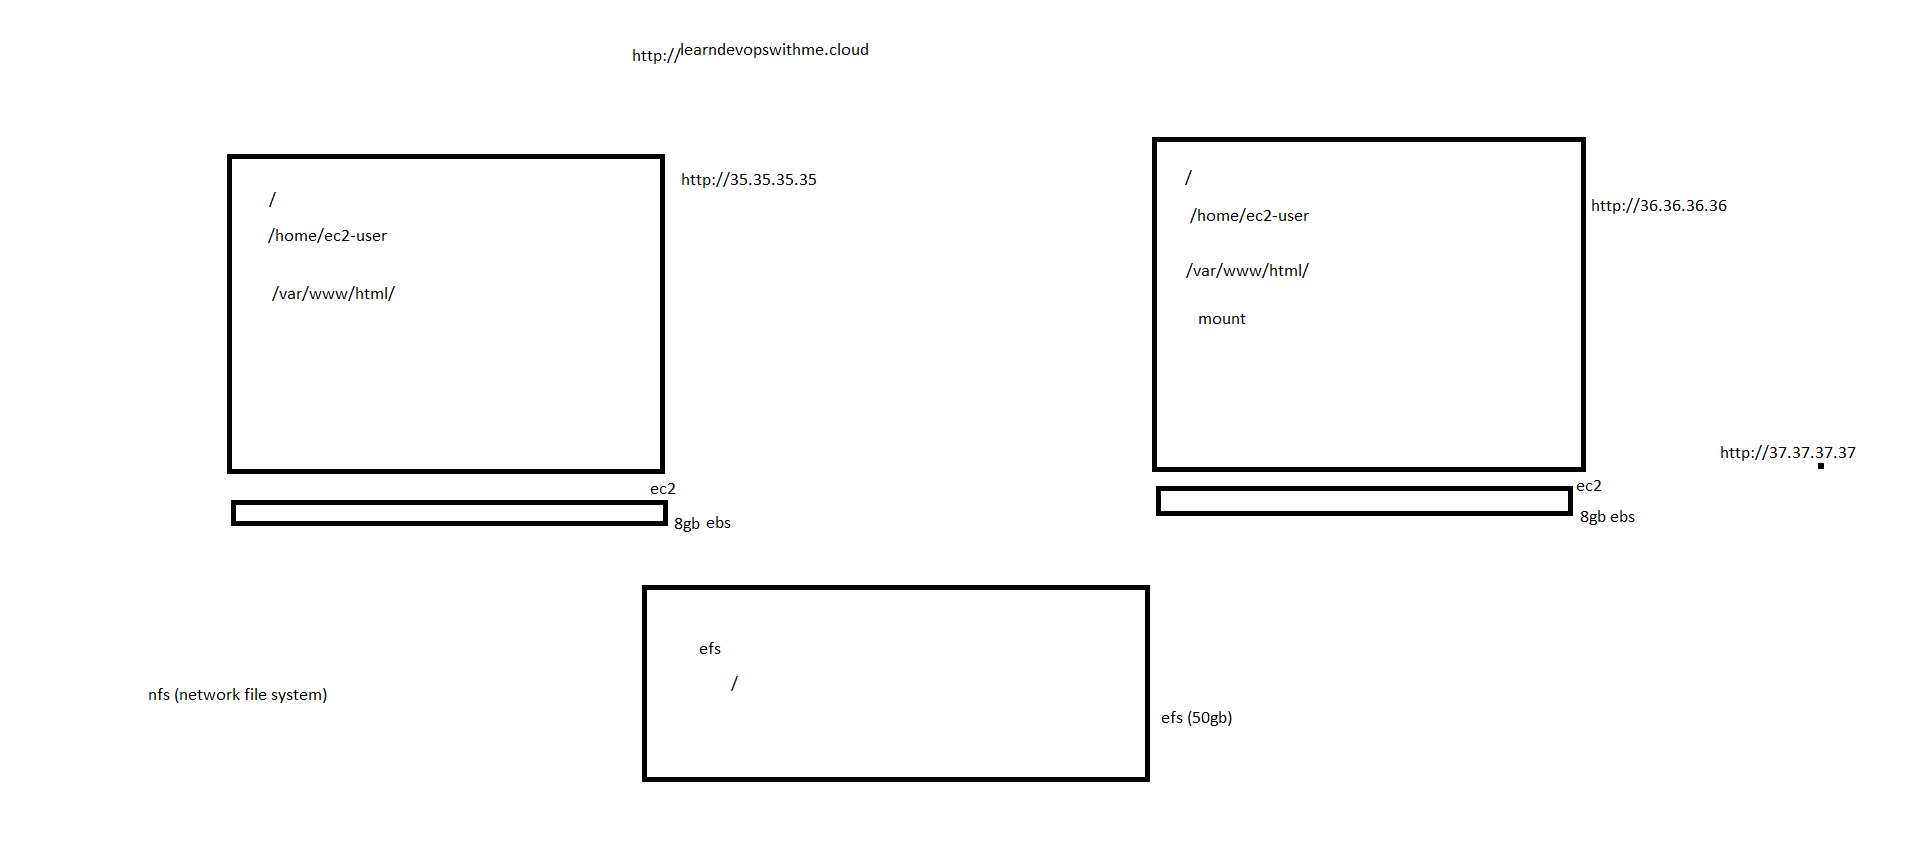 http://learndevopswithme.cloud
/
/home/ec2-user
/var/www/html/
http://35.35.35.35
ec2
8gb ebs
/
/home/ec2-user
/var/www/html/
mount
http://36.36.36.36
http://37.37.37.37
ec2
8gb ebs
efs
/
nfs (network file system)
efs (50gb)